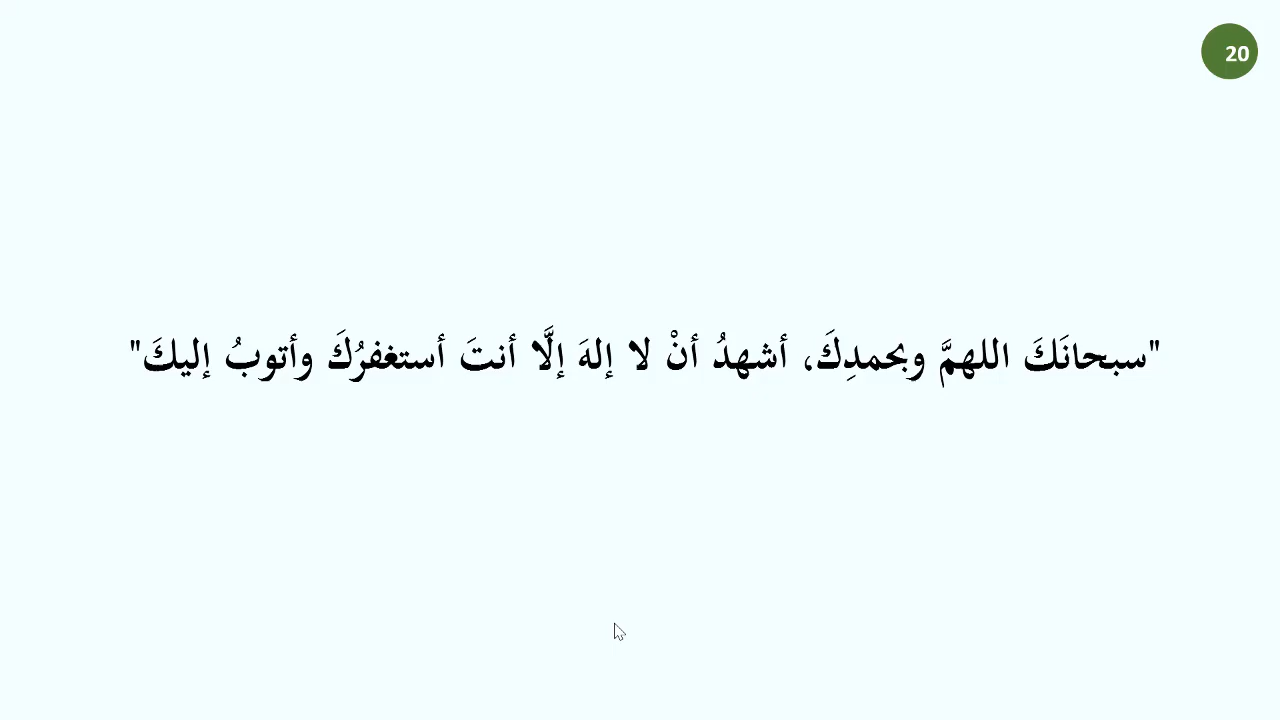 20
"سبحانَكَ اللهمَّ وبحمدِكَ، أشهدُ أنْ لا إلهَ إلَّا أنتَ أستغفرُكَ وأتوبُ إليكَ"